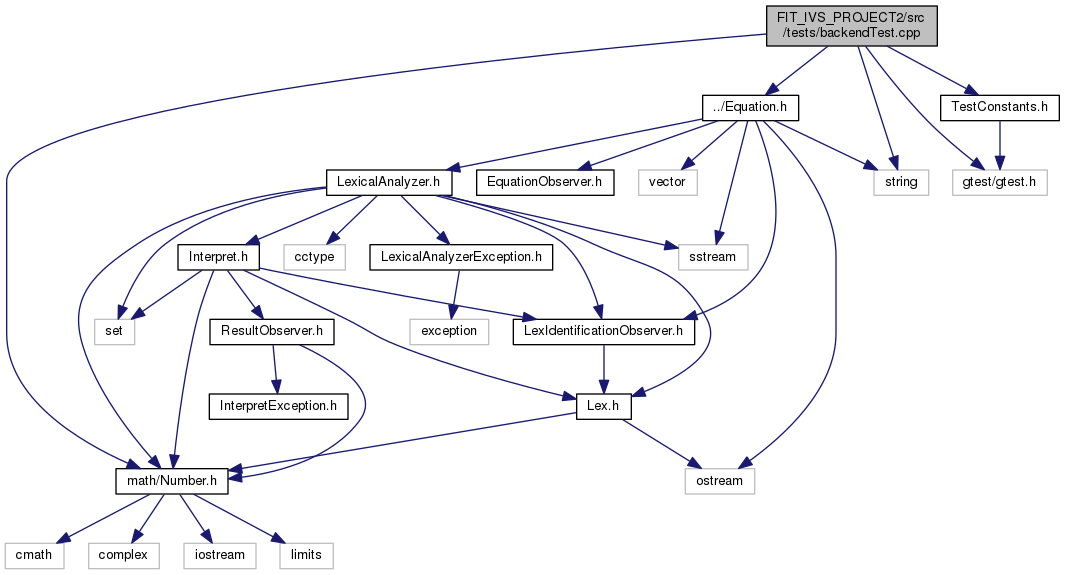 FIT_IVS_PROJECT2/src
/tests/backendTest.cpp
../Equation.h
TestConstants.h
LexicalAnalyzer.h
EquationObserver.h
vector
string
gtest/gtest.h
Interpret.h
cctype
LexicalAnalyzerException.h
sstream
set
ResultObserver.h
exception
LexIdentificationObserver.h
InterpretException.h
Lex.h
math/Number.h
ostream
cmath
complex
iostream
limits